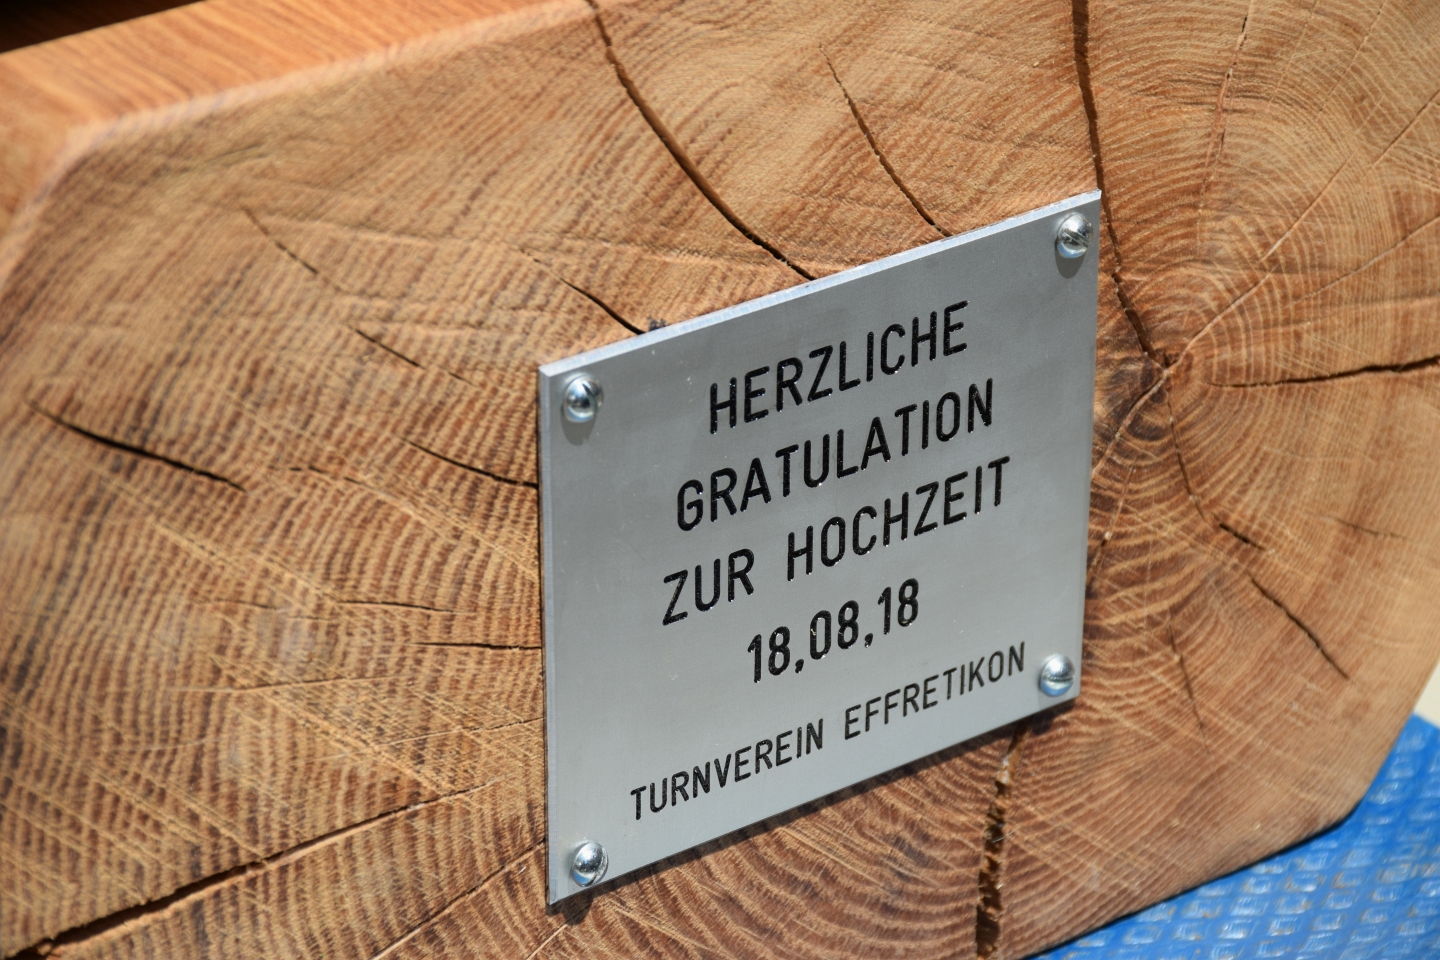 HERZLICHE
GRATULATION
ZUR HOCHZEIT
18.08.18
TURNVEREIN EFFRETIKON